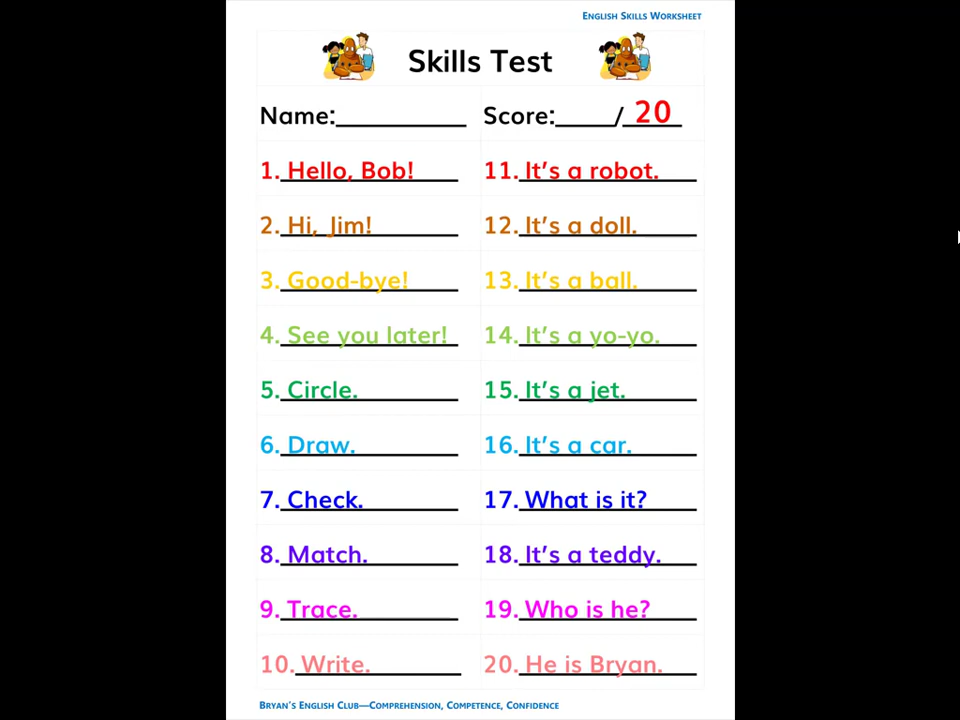 English Skills Worksheet
Skills Test
Name:__________ Score:_____/_20_
1. Hello, Bob!
2. Hi, Jim!
3. Good-bye!
4. See you later!
5. Circle.
6. Draw.
7. Check.
8. Match.
9. Trace.
10. Write.
11. It's a robot.
12. It's a doll.
13. It's a ball.
14. It's a yo-yo.
15. It's a jet.
16. It's a car.
17. What is it?
18. It's a teddy.
19. Who is he?
20. He is Bryan.
Bryan's English Club—Comprehension, Competence, Confidence